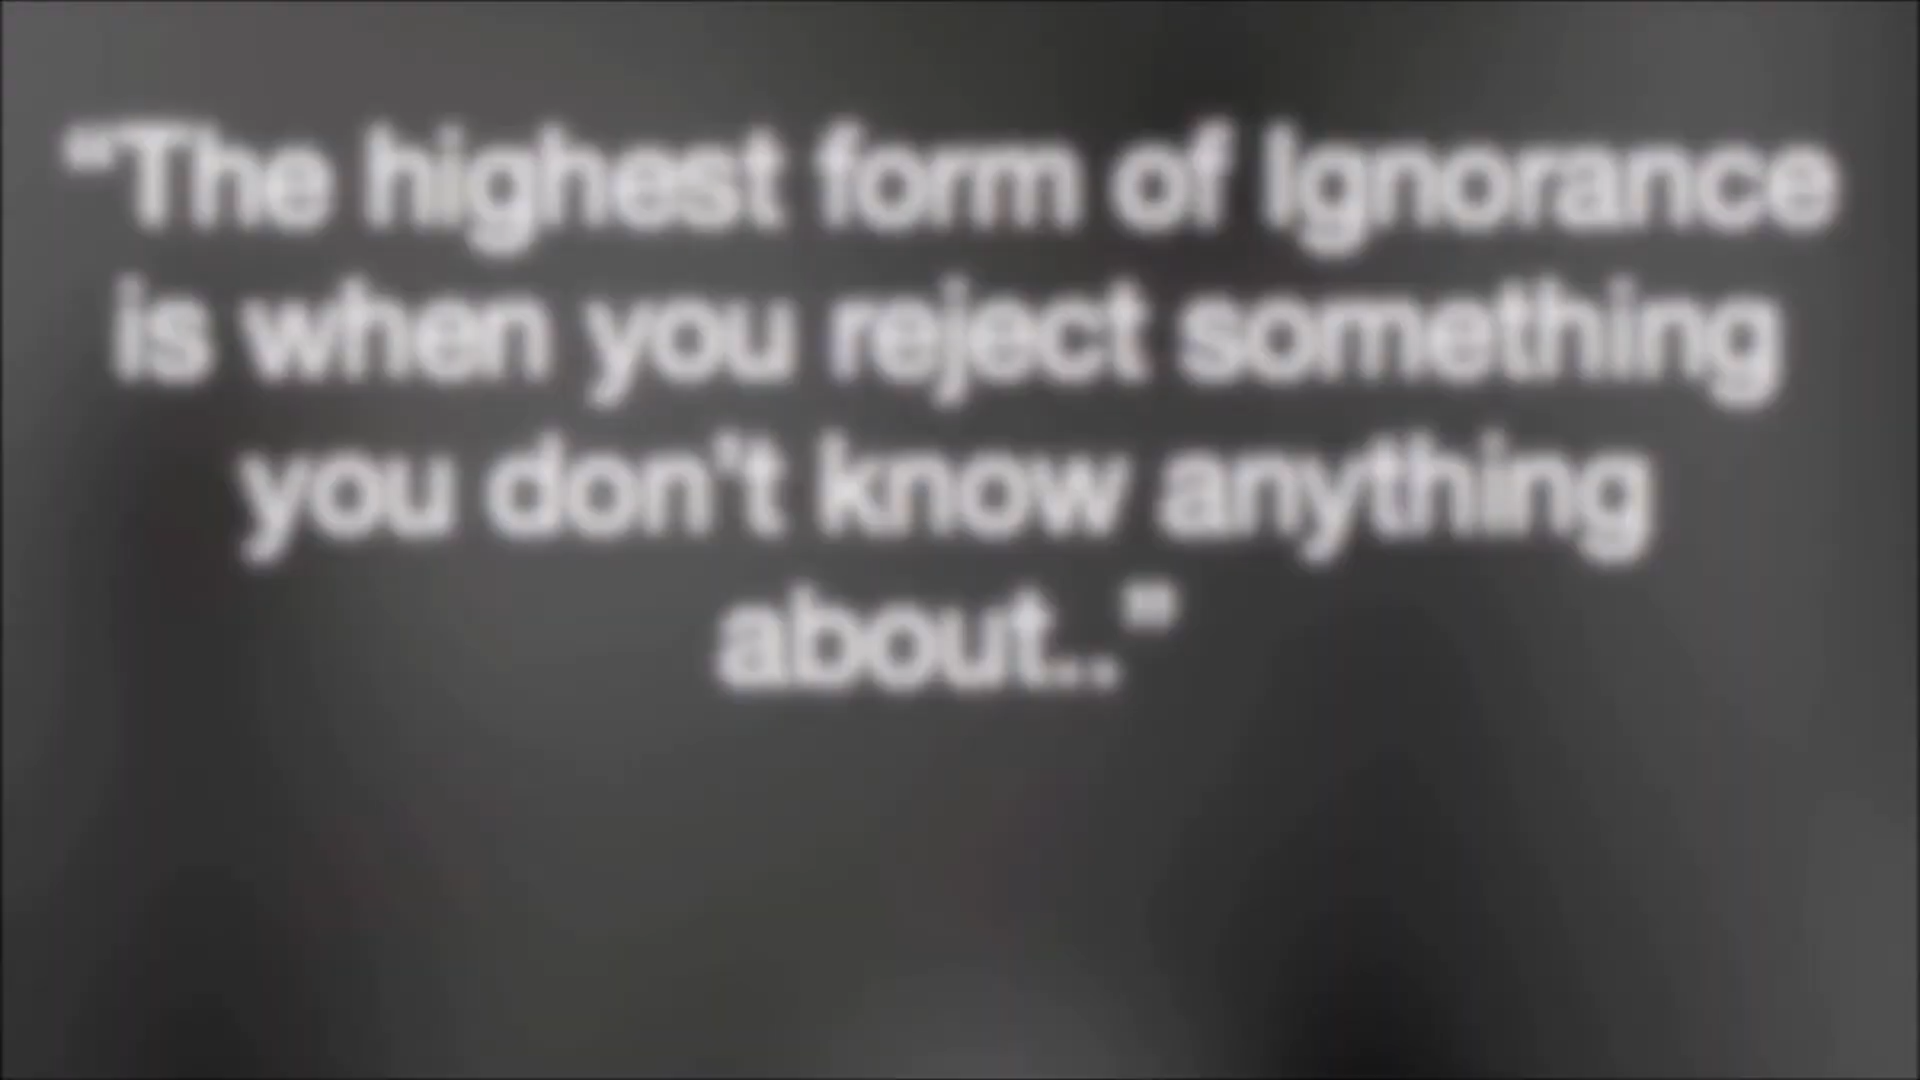 “The highest form of Ignorance
is when you reject something
you don't know anything
about..”